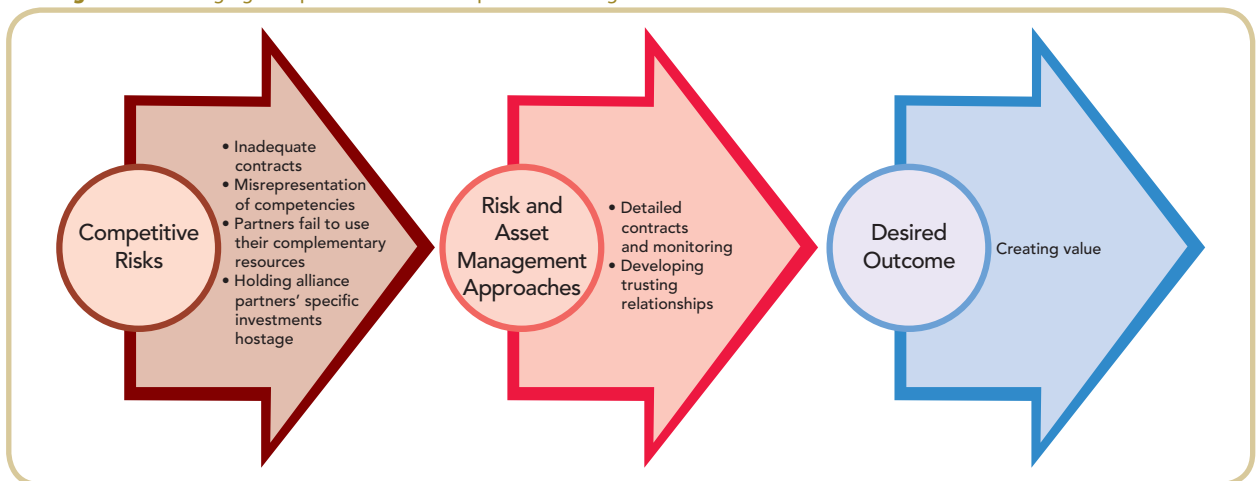 Competitive
Risks
• Inadequate
contracts
• Misrepresentation
of competencies
• Partners fail to use
their complementary
resources
• Holding alliance
partners' specific
investments
hostage
Risk and
Asset
Management
Approaches
• Detailed
contracts
and monitoring
• Developing
trusting
relationships
Desired
Outcome
Creating value